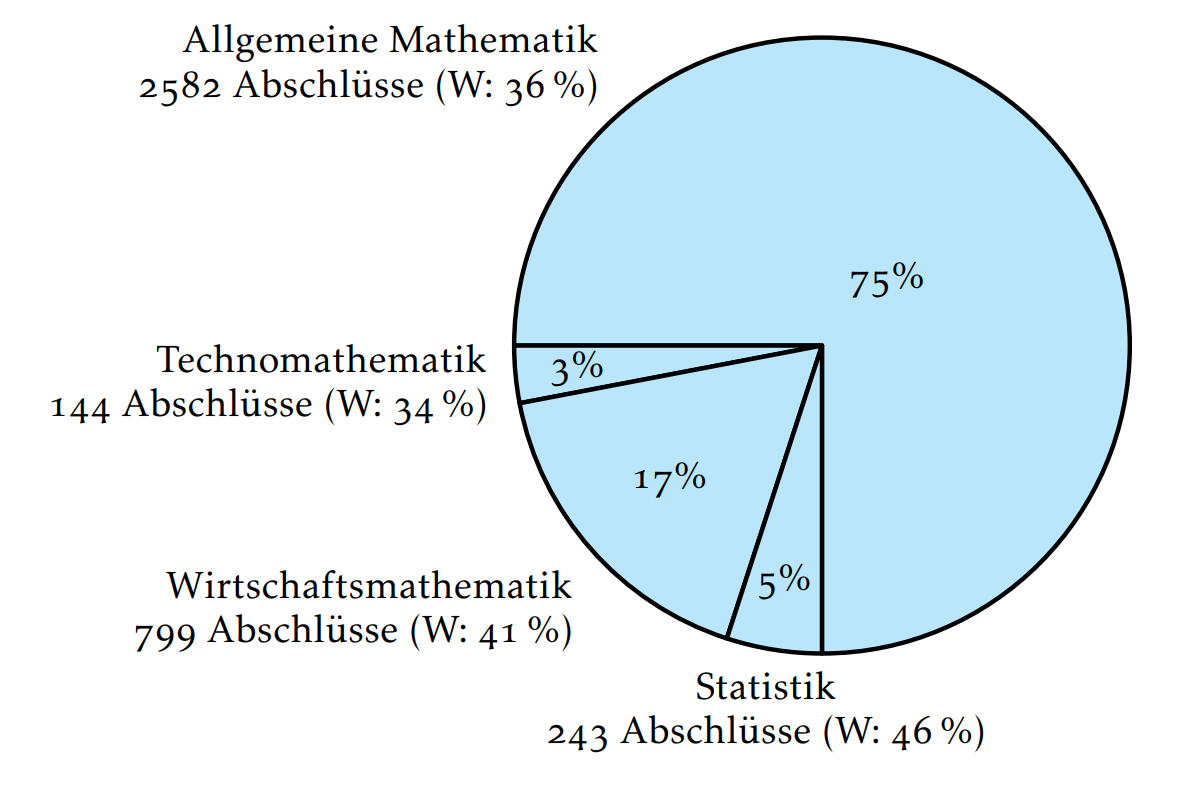 Allgemeine Mathematik
2582 Abschlüsse (W: 36 %)
75%
Technomathematik
144 Abschlüsse (W: 34 %)
3%
17%
Wirtschaftsmathematik
799 Abschlüsse (W: 41 %)
5%
Statistik
243 Abschlüsse (W: 46 %)